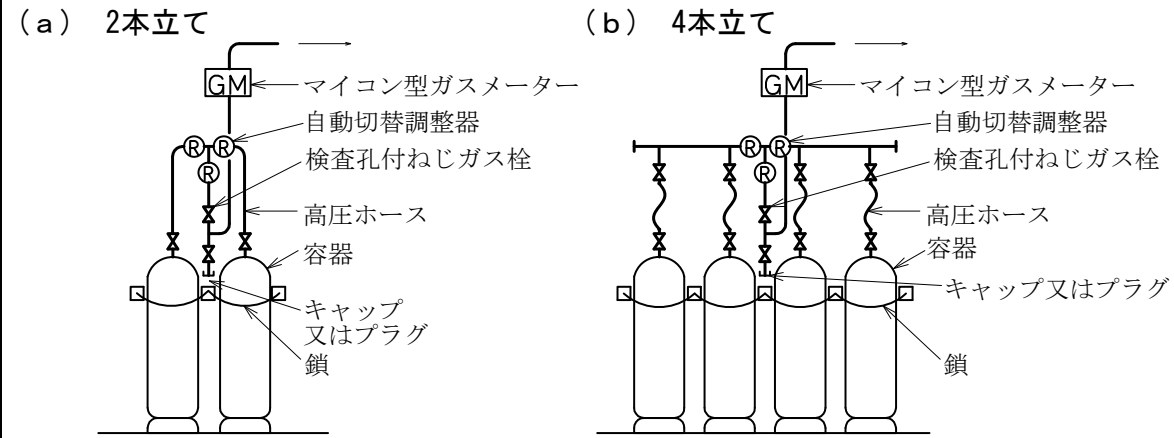 (a) 2本立て
GM
マイコン型ガスメーター
自動切替調整器
R R
検査孔付ねじガス栓
R
高圧ホース
容器
キャップ
又はプラグ
鎖
(b) 4本立て
GM
マイコン型ガスメーター
自動切替調整器
R R
検査孔付ねじガス栓
高圧ホース
容器
キャップ又はプラグ
鎖